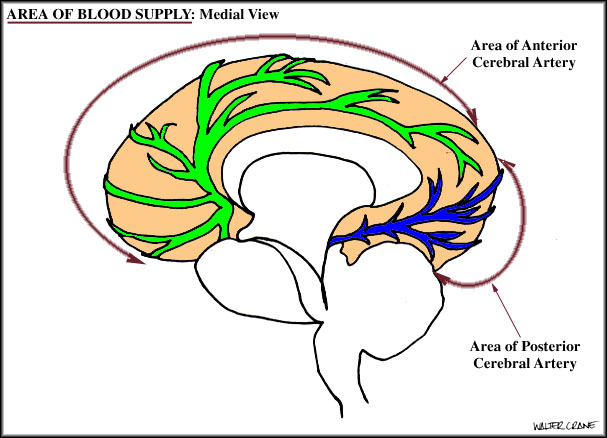 AREA OF BLOOD SUPPLY: Medial View
Area of Anterior
Cerebral Artery
Area of Posterior
Cerebral Artery
WALTER CRANE